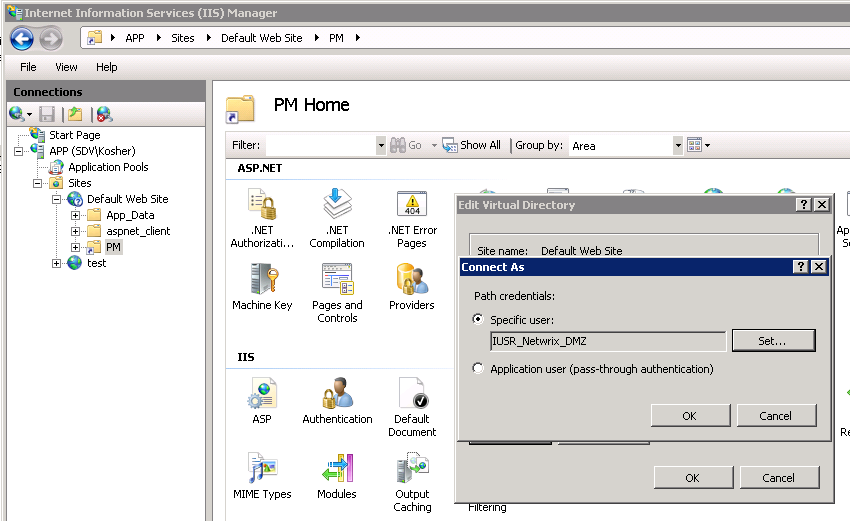 Internet Information Services (IIS) Manager
APP Sites Default Web Site PM
File View Help
Connections
Start Page
APP (SDV\Kosher)
Application Pools
Sites
Default Web Site
App_Data
aspnet_client
PM
test
PM Home
Filter: Go Show All Group by: Area
ASP.NET
.NET
Authorizati...
.NET
Compilation
.NET Error
Pages
404
Machine Key
Pages and
Controls
Providers
IIS
ASP
Authentication
Default
Document
MIME Types
Modules
Output
Caching
Filtering
Edit Virtual Directory
Site name: Default Web Site
Connect As
Path credentials:
Specific user:
IUSR_Netwrix_DMZ
Set...
Application user (pass-through authentication)
OK Cancel
OK Cancel